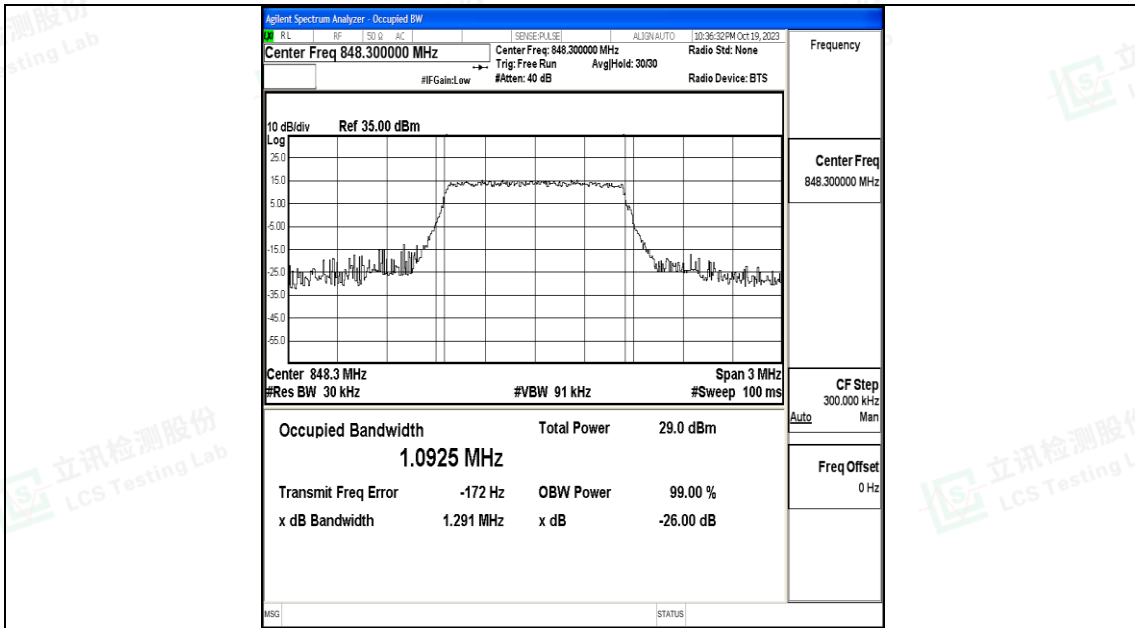 Agilent Spectrum Analyzer - Occupied BW
RL RF 50 Ω AC SENSE:PULSE ALIGN AUTO 10:36:32 PM Oct 19, 2023
Center Freq 848.300000 MHz
Center Freq: 848.300000 MHz
Radio Std: None
Trig: Free Run Avg|Hold: 30/30
#IFGain:Low
#Atten: 40 dB
Radio Device: BTS
10 dB/div Ref 35.00 dBm
Log
25.0
15.0
5.00
-5.00
-15.0
-25.0
-35.0
-45.0
-55.0
Center 848.3 MHz
Span 3 MHz
#Res BW 30 kHz
#VBW 91 kHz
#Sweep 100 ms
Occupied Bandwidth
Total Power 29.0 dBm
1.0925 MHz
Transmit Freq Error -172 Hz
OBW Power 99.00 %
x dB Bandwidth 1.291 MHz
x dB -26.00 dB
MSG
STATUS
Frequency
Center Freq
848.300000 MHz
CF Step
300.000 kHz
Auto Man
Freq Offset
0 Hz
立讯检测股份
LCS Testing Lab
立讯检测股份